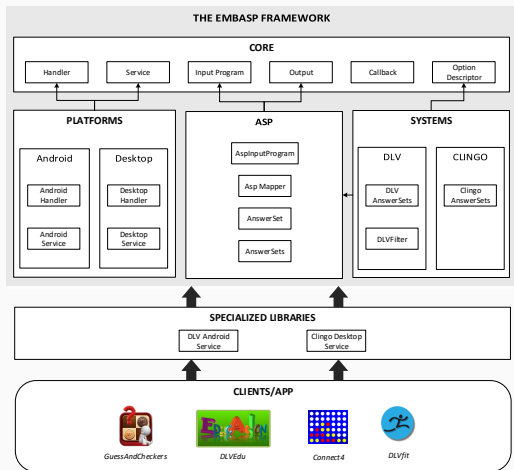 THE EMBASP FRAMEWORK
CORE
Handler
Service
Input Program
Output
Callback
Option
Descriptor
PLATFORMS
Android
Desktop
Android
Handler
Desktop
Handler
Android
Service
Desktop
Service
ASP
AspInputProgram
Asp Mapper
AnswerSet
AnswerSets
SYSTEMS
DLV
CLINGO
DLV
AnswerSets
Clingo
AnswerSets
DLVFilter
SPECIALIZED LIBRARIES
DLV Android
Service
Clingo Desktop
Service
CLIENTS/APP
GuessAndCheckers
DLVEdu
Connect4
DLVfit